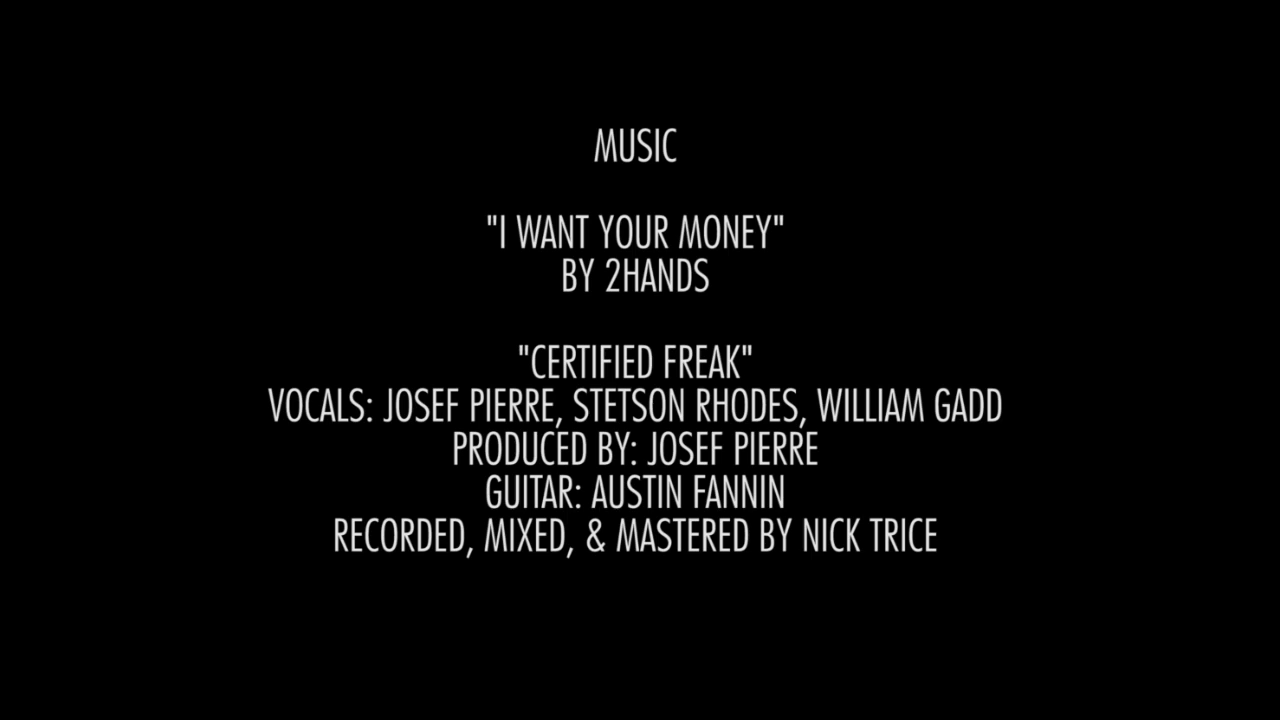 MUSIC
"I WANT YOUR MONEY"
BY 2HANDS
"CERTIFIED FREAK"
VOCALS: JOSEF PIERRE, STETSON RHODES, WILLIAM GADD
PRODUCED BY: JOSEF PIERRE
GUITAR: AUSTIN FANNIN
RECORDED, MIXED, & MASTERED BY NICK TRICE